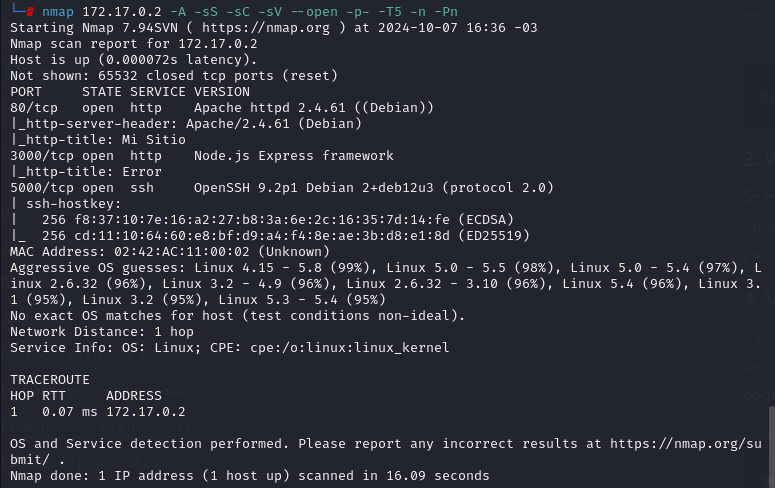 └─# nmap 172.17.0.2 -A -sS -sC -sV --open -p- -T5 -n -Pn
Starting Nmap 7.94SVN ( https://nmap.org ) at 2024-10-07 16:36 -03
Nmap scan report for 172.17.0.2
Host is up (0.000072s latency).
Not shown: 65532 closed tcp ports (reset)
PORT     STATE SERVICE VERSION
80/tcp   open  http    Apache httpd 2.4.61 ((Debian))
|_http-server-header: Apache/2.4.61 (Debian)
|_http-title: Mi Sitio
3000/tcp open  http    Node.js Express framework
|_http-title: Error
5000/tcp open  ssh     OpenSSH 9.2p1 Debian 2+deb12u3 (protocol 2.0)
| ssh-hostkey:
|   256 f8:37:10:7e:16:a2:27:b8:3a:6e:2c:16:35:7d:14:fe (ECDSA)
|_  256 cd:11:10:64:60:e8:bf:d9:a4:f4:8e:ae:3b:d8:e1:8d (ED25519)
MAC Address: 02:42:AC:11:00:02 (Unknown)
Aggressive OS guesses: Linux 4.15 - 5.8 (99%), Linux 5.0 - 5.5 (98%), Linux 5.0 - 5.4 (97%), L
inux 2.6.32 (96%), Linux 3.2 - 4.9 (96%), Linux 2.6.32 - 3.10 (96%), Linux 5.4 (96%), Linux 3.
1 (95%), Linux 3.2 (95%), Linux 5.3 - 5.4 (95%)
No exact OS matches for host (test conditions non-ideal).
Network Distance: 1 hop
Service Info: OS: Linux; CPE: cpe:/o:linux:linux_kernel
TRACEROUTE
HOP RTT     ADDRESS
1   0.07 ms 172.17.0.2
OS and Service detection performed. Please report any incorrect results at https://nmap.org/su
bmit/ .
Nmap done: 1 IP address (1 host up) scanned in 16.09 seconds